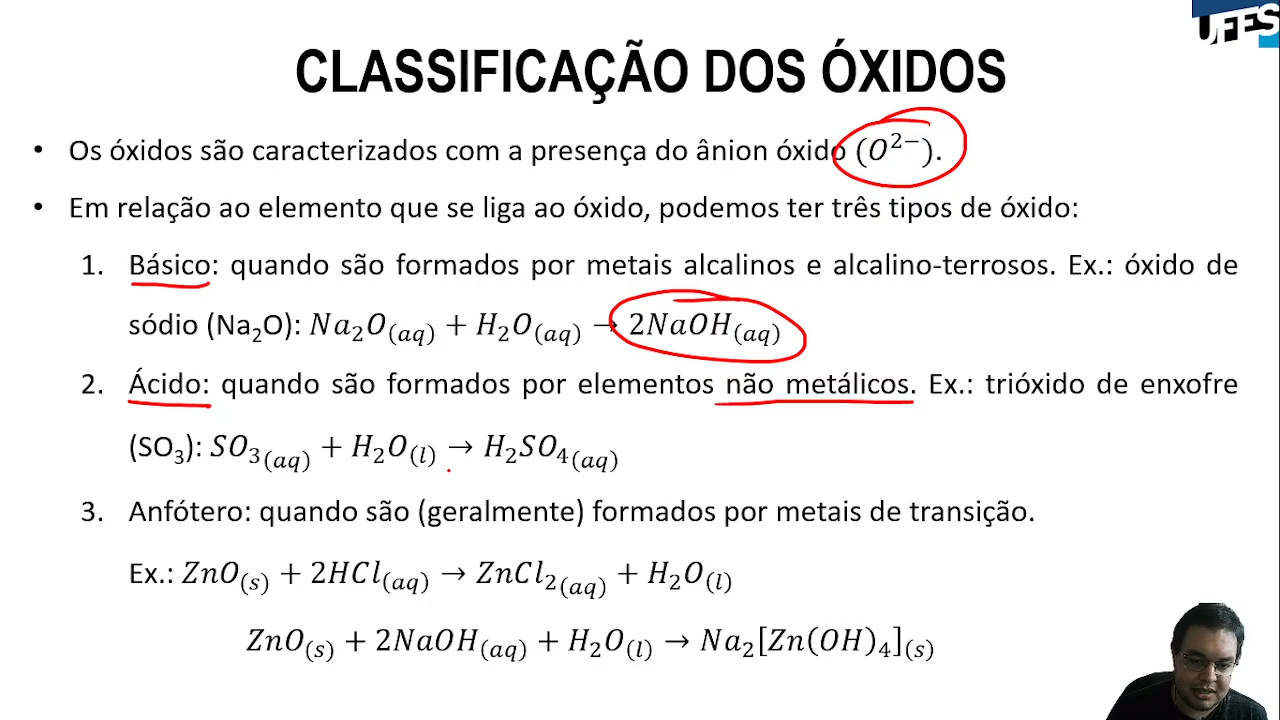 UFES
CLASSIFICAÇÃO DOS ÓXIDOS
• Os óxidos são caracterizados com a presença do ânion óxido (O²⁻).
• Em relação ao elemento que se liga ao óxido, podemos ter três tipos de óxido:
1. Básico: quando são formados por metais alcalinos e alcalino-terrosos. Ex.: óxido de
sódio (Na₂O): Na₂O₍aq₎ + H₂O₍aq₎ → 2NaOH₍aq₎
2. Ácido: quando são formados por elementos não metálicos. Ex.: trióxido de enxofre
(SO₃): SO₃₍aq₎ + H₂O₍l₎ → H₂SO₄₍aq₎
3. Anfótero: quando são (geralmente) formados por metais de transição.
Ex.: ZnO₍s₎ + 2HCl₍aq₎ → ZnCl₂₍aq₎ + H₂O₍l₎
ZnO₍s₎ + 2NaOH₍aq₎ + H₂O₍l₎ → Na₂[Zn(OH)₄]₍s₎